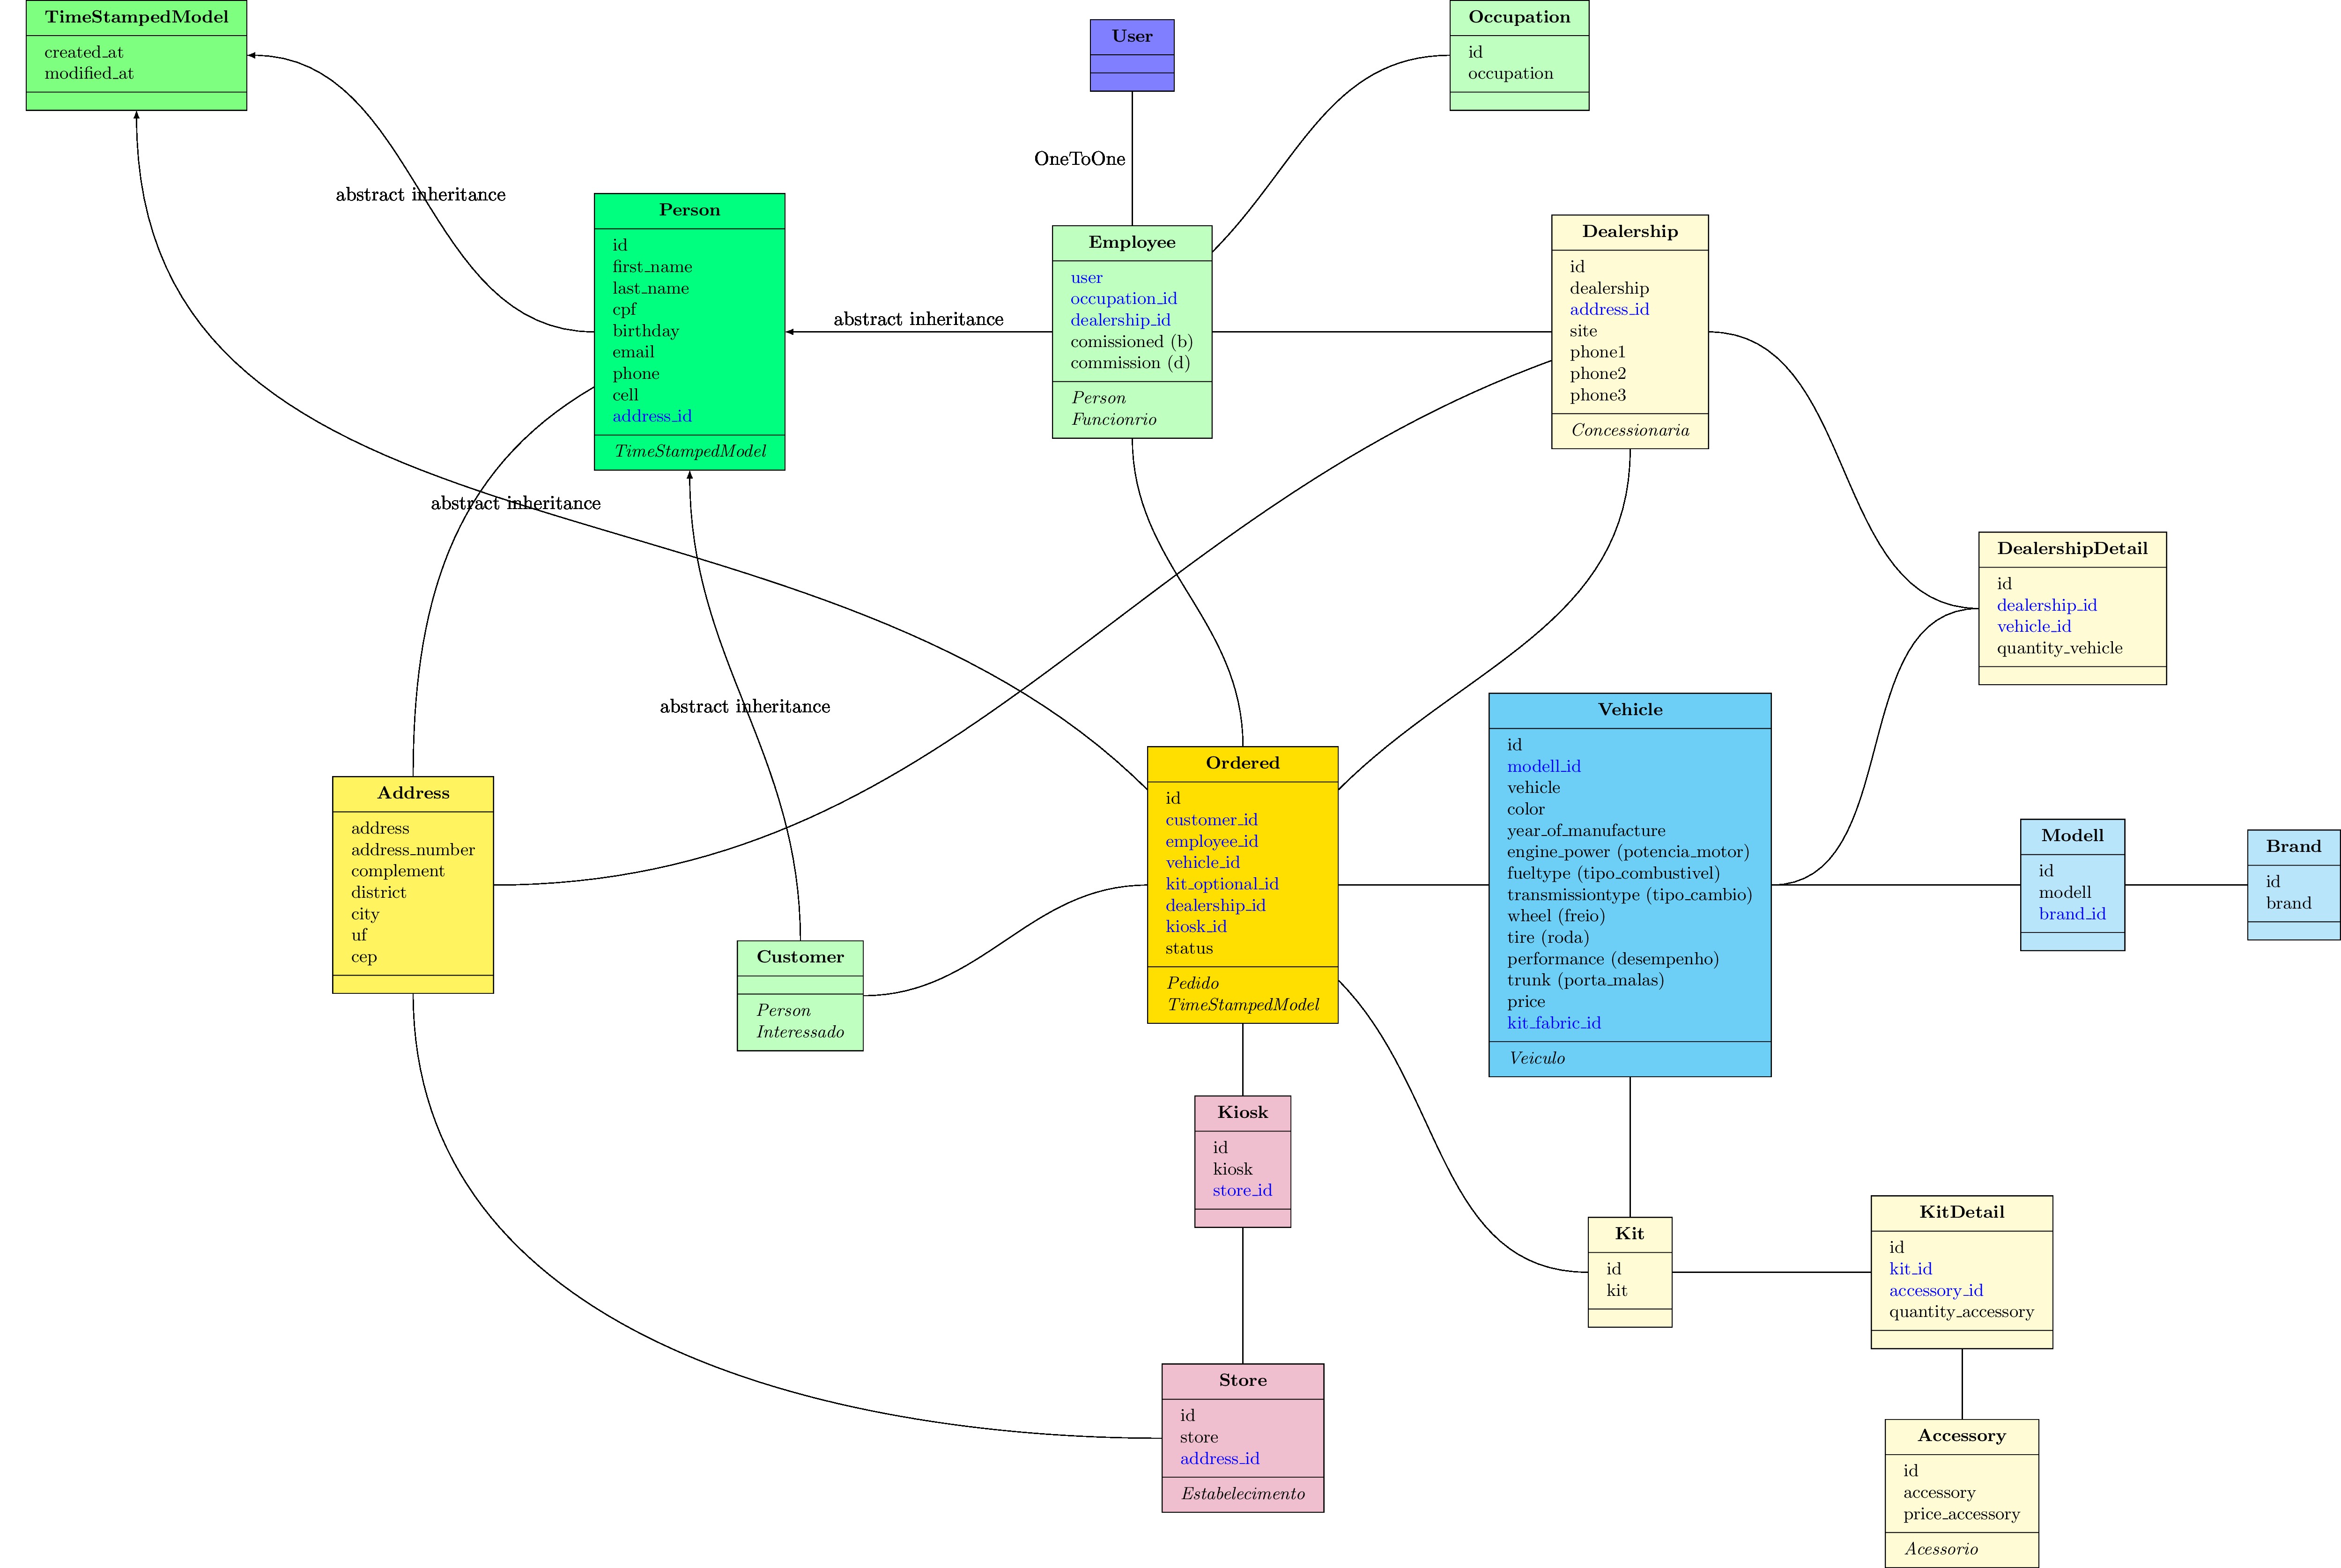 TimeStampedModel
created_at
modified_at
User
Occupation
id
occupation
OneToOne
abstract inheritance
Person
id
first_name
last_name
cpf
birthday
email
phone
cell
address_id
TimeStampedModel
abstract inheritance
Employee
user
occupation_id
dealership_id
comissioned (b)
commission (d)
Person
Funcionrio
Dealership
id
dealership
address_id
site
phone1
phone2
phone3
Concessionaria
abstract inheritance
DealershipDetail
id
dealership_id
vehicle_id
quantity_vehicle
abstract inheritance
Address
address
address_number
complement
district
city
uf
cep
Customer
Person
Interessado
Ordered
id
customer_id
employee_id
vehicle_id
kit_optional_id
dealership_id
kiosk_id
status
Pedido
TimeStampedModel
Vehicle
id
modell_id
vehicle
color
year_of_manufacture
engine_power (potencia_motor)
fueltype (tipo_combustivel)
transmissiontype (tipo_cambio)
wheel (freio)
tire (roda)
performance (desempenho)
trunk (porta_malas)
price
kit_fabric_id
Veiculo
Modell
id
modell
brand_id
Brand
id
brand
Kiosk
id
kiosk
store_id
Kit
id
kit
KitDetail
id
kit_id
accessory_id
quantity_accessory
Store
id
store
address_id
Estabelecimento
Accessory
id
accessory
price_accessory
Acessorio